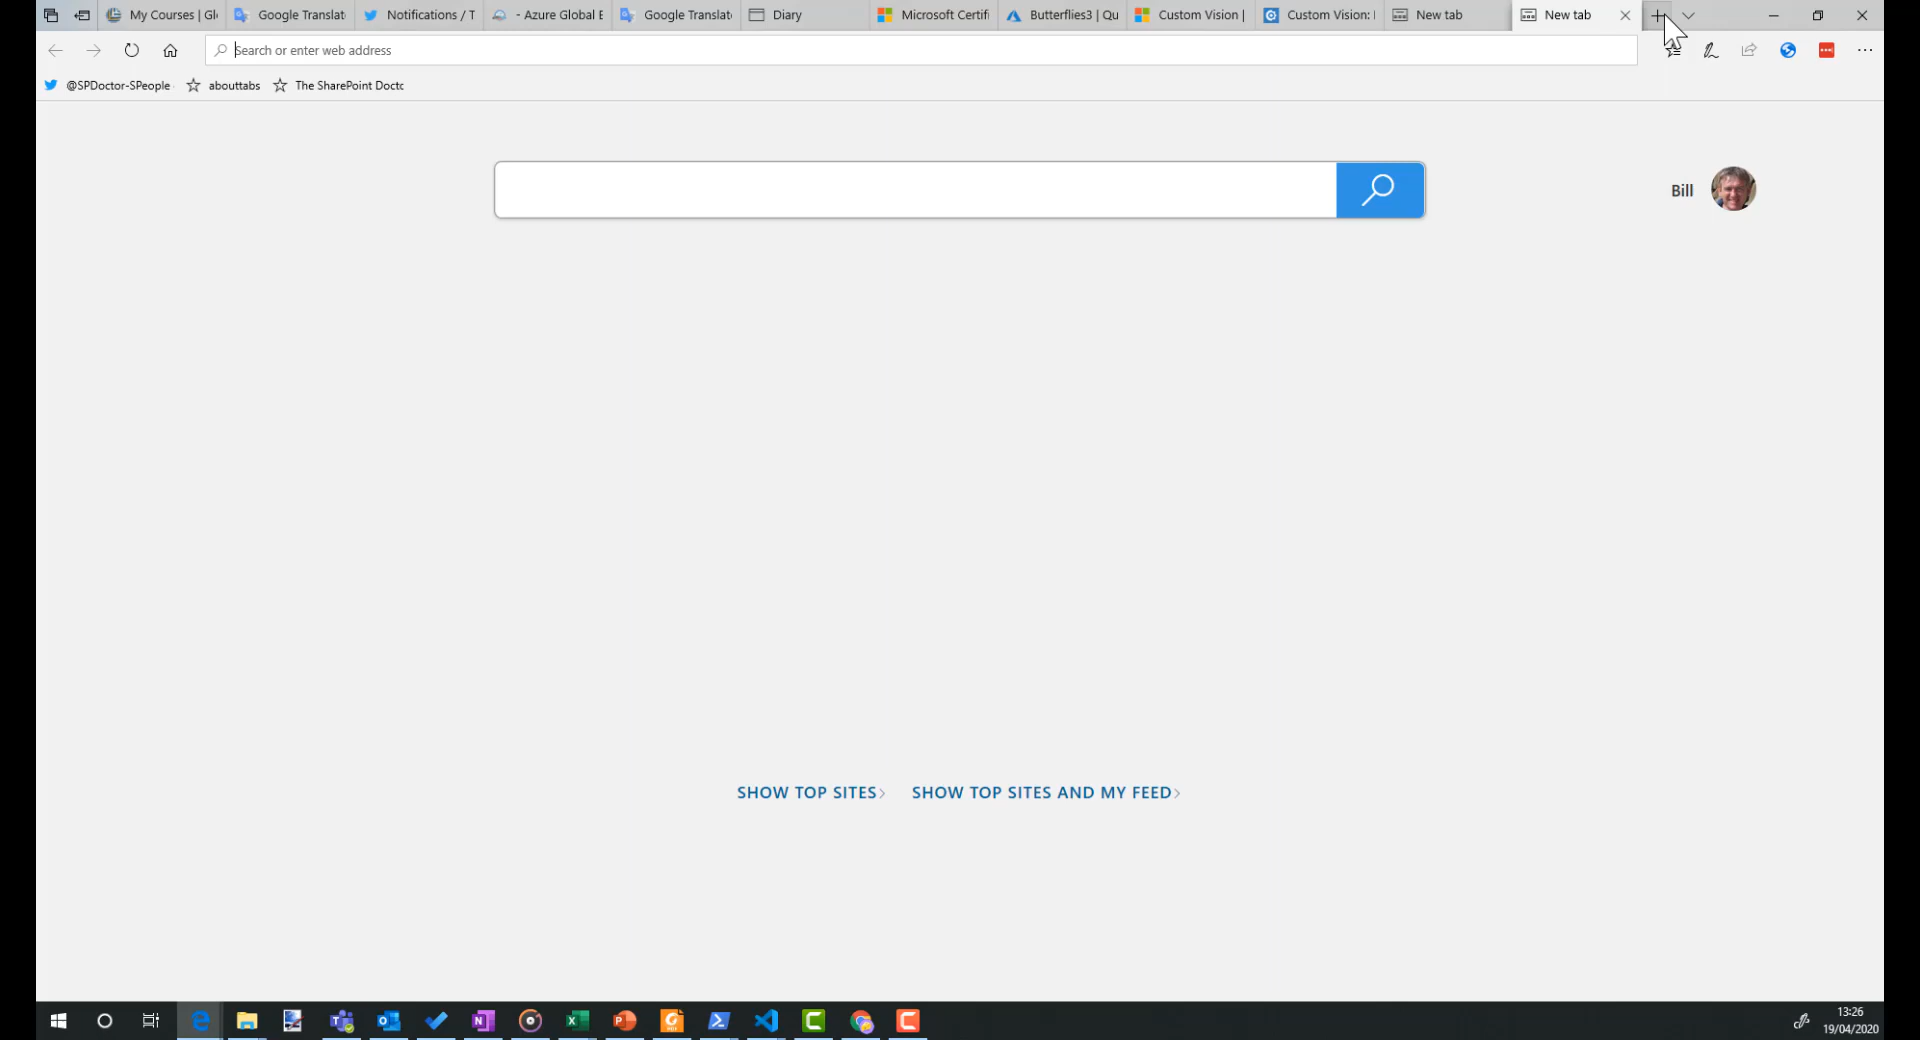 My Courses | Gl
Google Translat
Notifications / T
- Azure Global B
Google Translat
Diary
Microsoft Certifi
Butterflies3 | Qu
Custom Vision |
Custom Vision:
New tab
New tab
Search or enter web address
@SPDoctor-SPeople
abouttabs
The SharePoint Docto
Bill
SHOW TOP SITES
SHOW TOP SITES AND MY FEED
13:26
19/04/2020